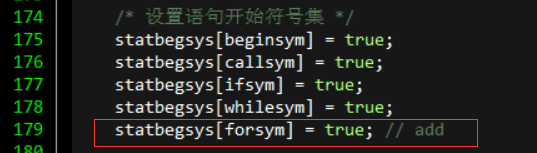 174 /* 设置语句开始符号集 */
175 statbegsys[beginsym] = true;
176 statbegsys[callsym] = true;
177 statbegsys[ifsym] = true;
178 statbegsys[whilesym] = true;
179 statbegsys[forsym] = true; // add
180